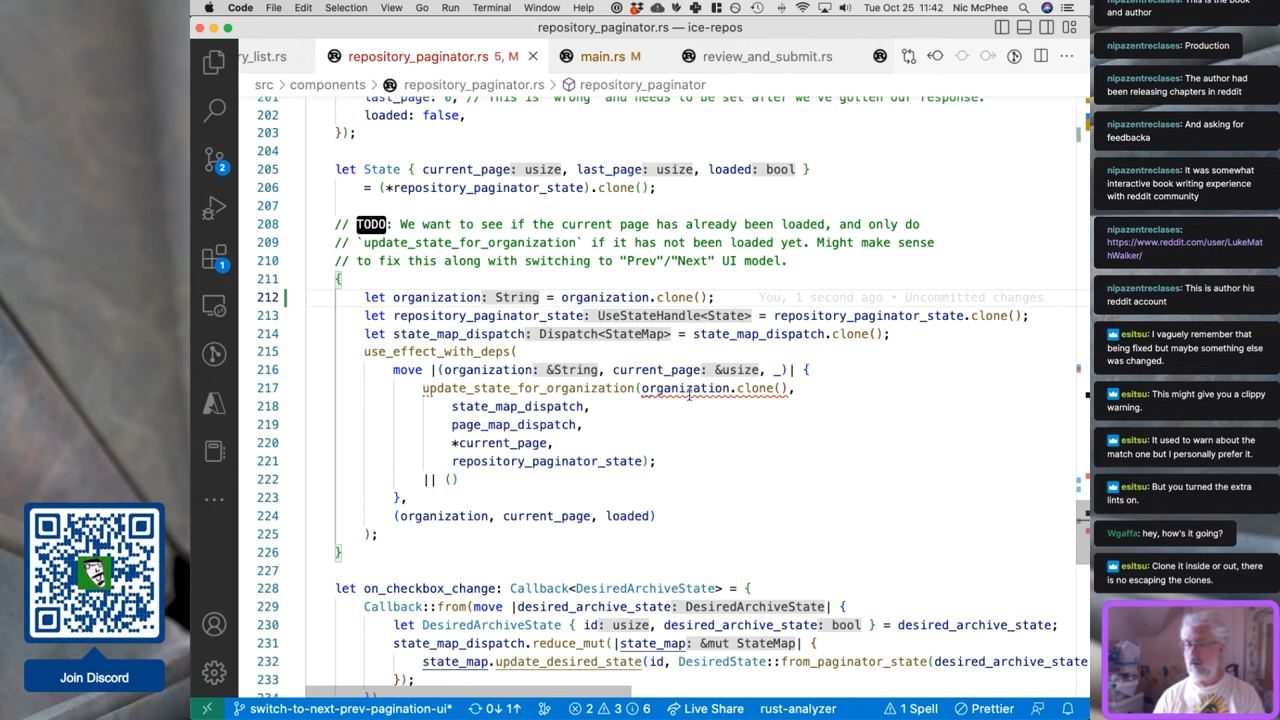 Code File Edit Selection View Go Run Terminal Window Help Tue Oct 25 11:42 Nic McPhee
repository_paginator.rs — ice-repos
ry_list.rs repository_paginator.rs 5, M main.rs M review_and_submit.rs
src > components > repository_paginator.rs > repository_paginator
201 last_page: 0, // This is "wrong" and needs to be set after we've gotten our response.
202 loaded: false,
203 });
204
205 let State { current_page: usize, last_page: usize, loaded: bool }
206 = (*repository_paginator_state).clone();
207
208 // TODO: We want to see if the current page has already been loaded, and only do
209 // `update_state_for_organization` if it has not been loaded yet. Might make sense
210 // to fix this along with switching to "Prev"/"Next" UI model.
211 {
212 let organization: String = organization.clone(); You, 1 second ago • Uncommitted changes
213 let repository_paginator_state: UseStateHandle<State> = repository_paginator_state.clone();
214 let state_map_dispatch: Dispatch<StateMap> = state_map_dispatch.clone();
215 use_effect_with_deps(
216 move |(organization: &String, current_page: &usize, _)| {
217 update_state_for_organization(organization.clone(),
218 state_map_dispatch,
219 page_map_dispatch,
220 *current_page,
221 repository_paginator_state);
222 || ()
223 },
224 (organization, current_page, loaded)
225 );
226 }
227
228 let on_checkbox_change: Callback<DesiredArchiveState> = {
229 Callback::from(move |desired_archive_state: DesiredArchiveState| {
230 let DesiredArchiveState { id: usize, desired_archive_state: bool } = desired_archive_state;
231 state_map_dispatch.reduce_mut(|state_map: &mut StateMap| {
232 state_map.update_desired_state(id, DesiredState::from_paginator_state(desired_archive
233 });
234 })
2
1
Join Discord
switch-to-next-prev-pagination-ui* 0↓ 1↑ 2 3 6 Live Share rust-analyzer 1 Spell Prettier
and author
nipazentreclases: Production
nipazentreclases: The author had
been releasing chapters in reddit
nipazentreclases: And asking for
feedbacka
nipazentreclases: It was somewhat
interactive book writing experience
with reddit community
nipazentreclases:
https://www.reddit.com/user/LukeMat
hWalker/
nipazentreclases: This is author his
reddit account
esitsu: I vaguely remember that
being fixed but maybe something else
was changed.
esitsu: This might give you a clippy
warning.
esitsu: It used to warn about the
match one but I personally prefer it.
esitsu: But you turned the extra
lints on.
Wgaffa: hey, how's it going?
esitsu: Clone it inside or out, there
is no escaping the clones.